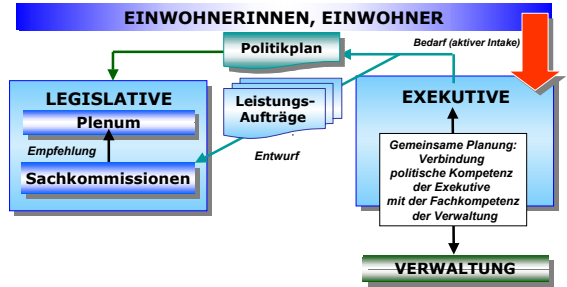 EINWOHNERINNEN, EINWOHNER
Politikplan
Bedarf (aktiver Intake)
LEGISLATIVE
Plenum
Empfehlung
Sachkommissionen
Leistungs-
Aufträge
Entwurf
EXEKUTIVE
Gemeinsame Planung:
Verbindung
politische Kompetenz
der Exekutive
mit der Fachkompetenz
der Verwaltung
VERWALTUNG